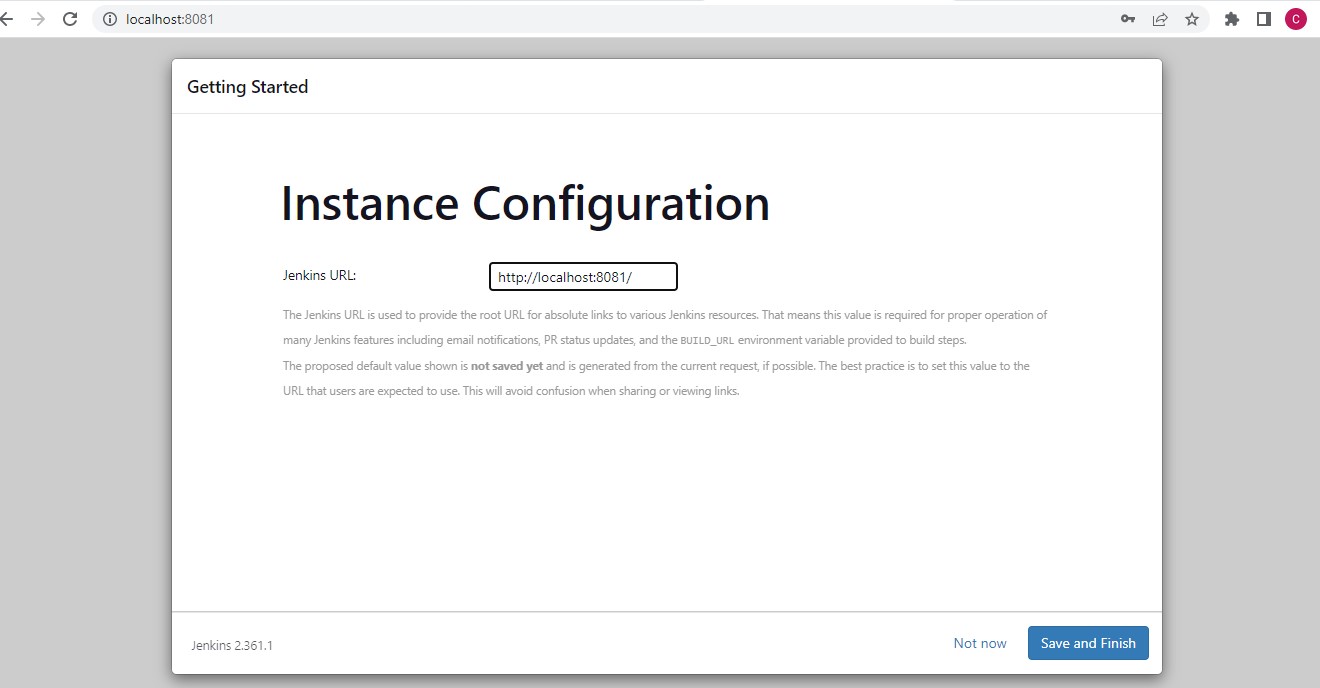 localhost:8081
C
Getting Started
Instance Configuration
Jenkins URL:
http://localhost:8081/
The Jenkins URL is used to provide the root URL for absolute links to various Jenkins resources. That means this value is required for proper operation of
many Jenkins features including email notifications, PR status updates, and the BUILD_URL environment variable provided to build steps.
The proposed default value shown is not saved yet and is generated from the current request, if possible. The best practice is to set this value to the
URL that users are expected to use. This will avoid confusion when sharing or viewing links.
Jenkins 2.361.1
Not now
Save and Finish